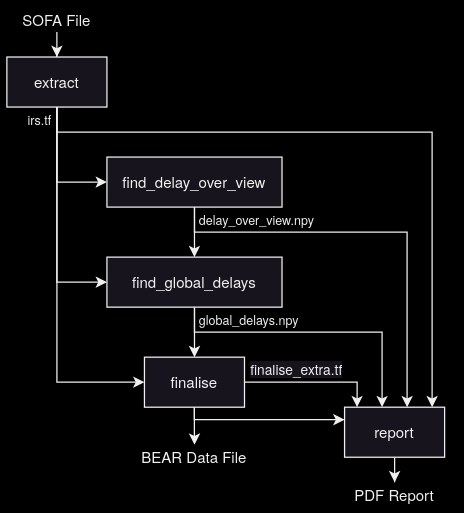 SOFA File
extract
irs.tf
find_delay_over_view
delay_over_view.npy
find_global_delays
global_delays.npy
finalise_extra.tf
finalise
report
BEAR Data File
PDF Report